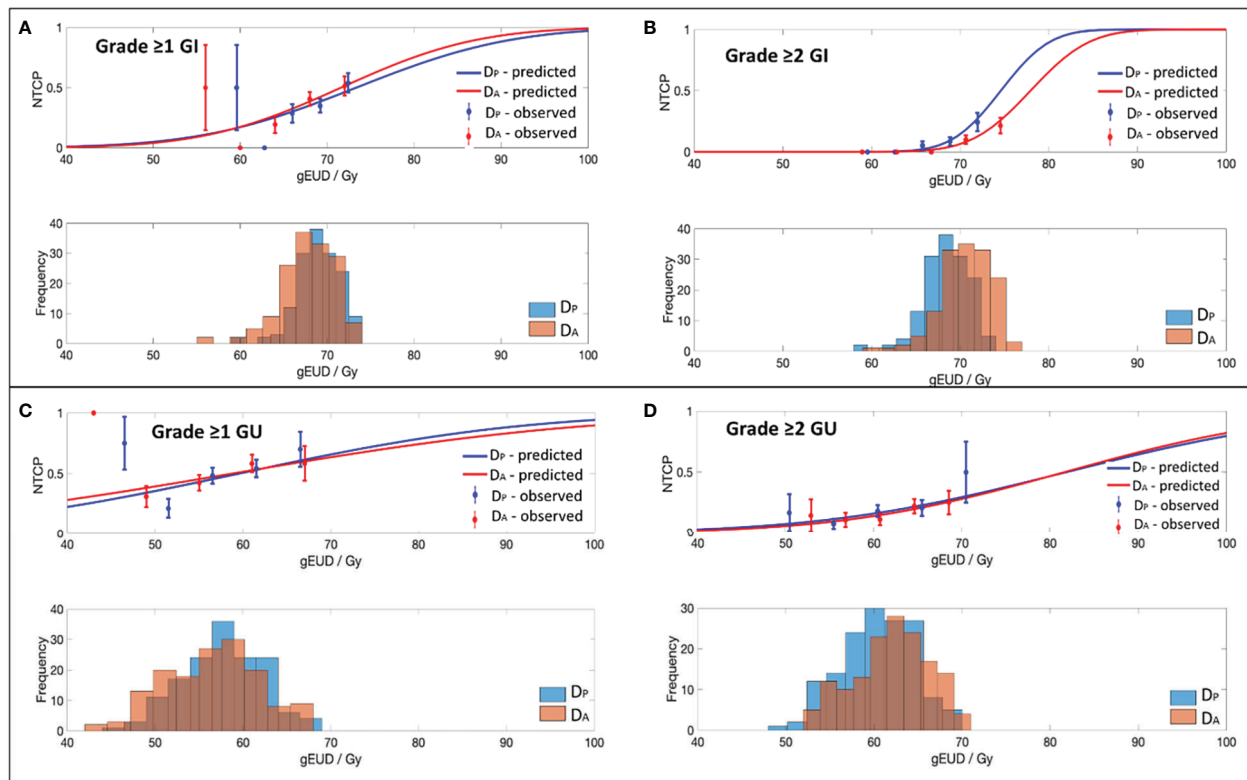 A
Grade ≥1 GI
NTCP
1
0.5
0
DP - predicted
DA - predicted
DP - observed
DA - observed
40 50 60 70 80 90 100
gEUD / Gy
Frequency
40
30
20
10
0
DP
DA
40 50 60 70 80 90 100
gEUD / Gy
B
Grade ≥2 GI
NTCP
1
0.5
0
DP - predicted
DA - predicted
DP - observed
DA - observed
40 50 60 70 80 90 100
gEUD / Gy
Frequency
40
30
20
10
0
DP
DA
40 50 60 70 80 90 100
gEUD / Gy
C
Grade ≥1 GU
NTCP
1
0.5
0
DP - predicted
DA - predicted
DP - observed
DA - observed
40 50 60 70 80 90 100
gEUD / Gy
Frequency
40
30
20
10
0
DP
DA
40 50 60 70 80 90 100
gEUD / Gy
D
Grade ≥2 GU
NTCP
1
0.5
0
DP - predicted
DA - predicted
DP - observed
DA - observed
40 50 60 70 80 90 100
gEUD / Gy
Frequency
30
20
10
0
DP
DA
40 50 60 70 80 90 100
gEUD / Gy